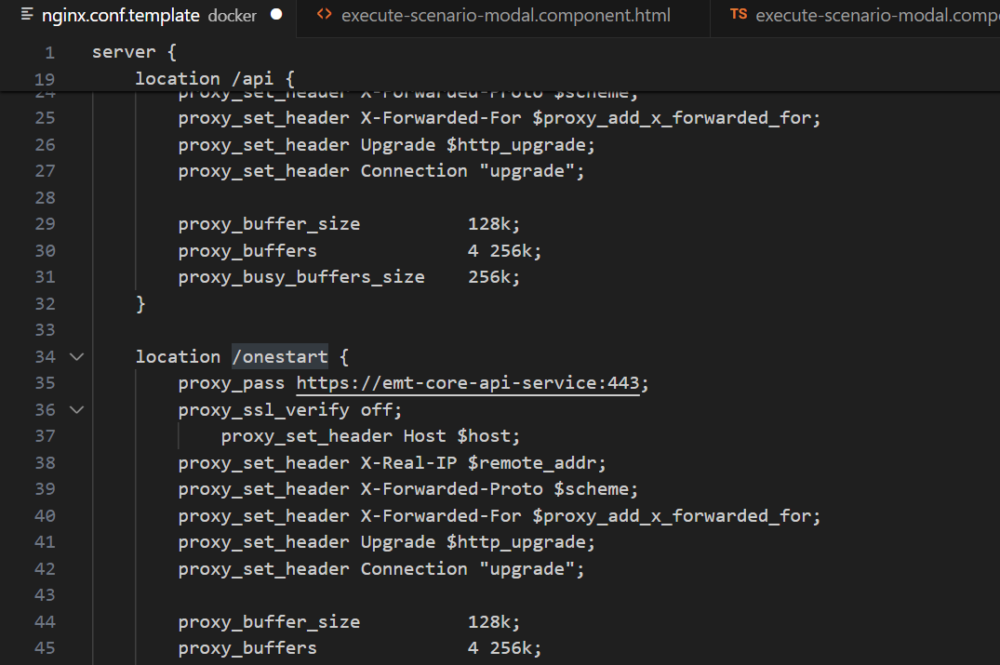 nginx.conf.template docker ● <> execute-scenario-modal.component.html TS execute-scenario-modal.comp
1 server {
19 location /api {
24 proxy_set_header X-Forwarded-Proto $scheme;
25 proxy_set_header X-Forwarded-For $proxy_add_x_forwarded_for;
26 proxy_set_header Upgrade $http_upgrade;
27 proxy_set_header Connection "upgrade";
28
29 proxy_buffer_size 128k;
30 proxy_buffers 4 256k;
31 proxy_busy_buffers_size 256k;
32 }
33
34 location /onestart {
35 proxy_pass https://emt-core-api-service:443;
36 proxy_ssl_verify off;
37 proxy_set_header Host $host;
38 proxy_set_header X-Real-IP $remote_addr;
39 proxy_set_header X-Forwarded-Proto $scheme;
40 proxy_set_header X-Forwarded-For $proxy_add_x_forwarded_for;
41 proxy_set_header Upgrade $http_upgrade;
42 proxy_set_header Connection "upgrade";
43
44 proxy_buffer_size 128k;
45 proxy_buffers 4 256k;